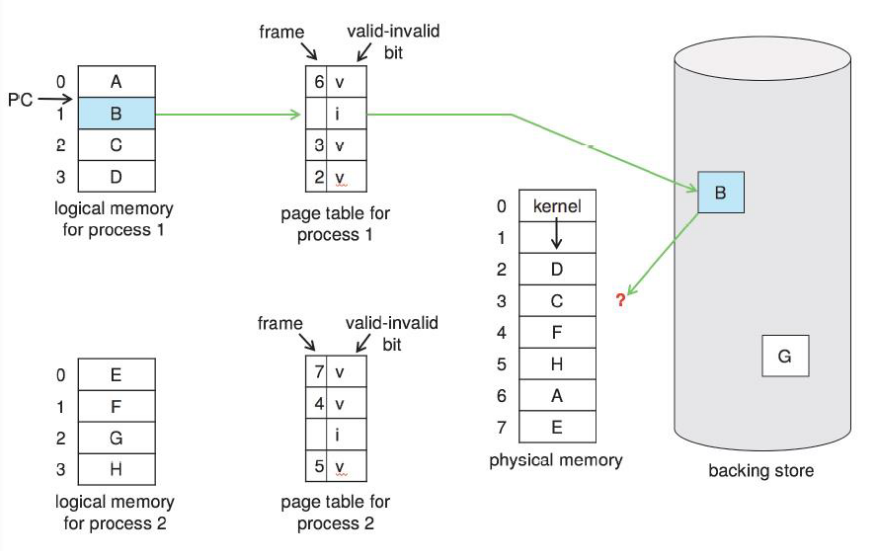 frame
valid-invalid
bit
PC
0 A
1 B
2 C
3 D
logical memory
for process 1
6 v
i
3 v
2 v
page table for
process 1
0 kernel
1
2 D
3 C
4 F
5 H
6 A
7 E
physical memory
?
B
G
backing store
frame
valid-invalid
bit
0 E
1 F
2 G
3 H
logical memory
for process 2
7 v
4 v
i
5 v
page table for
process 2